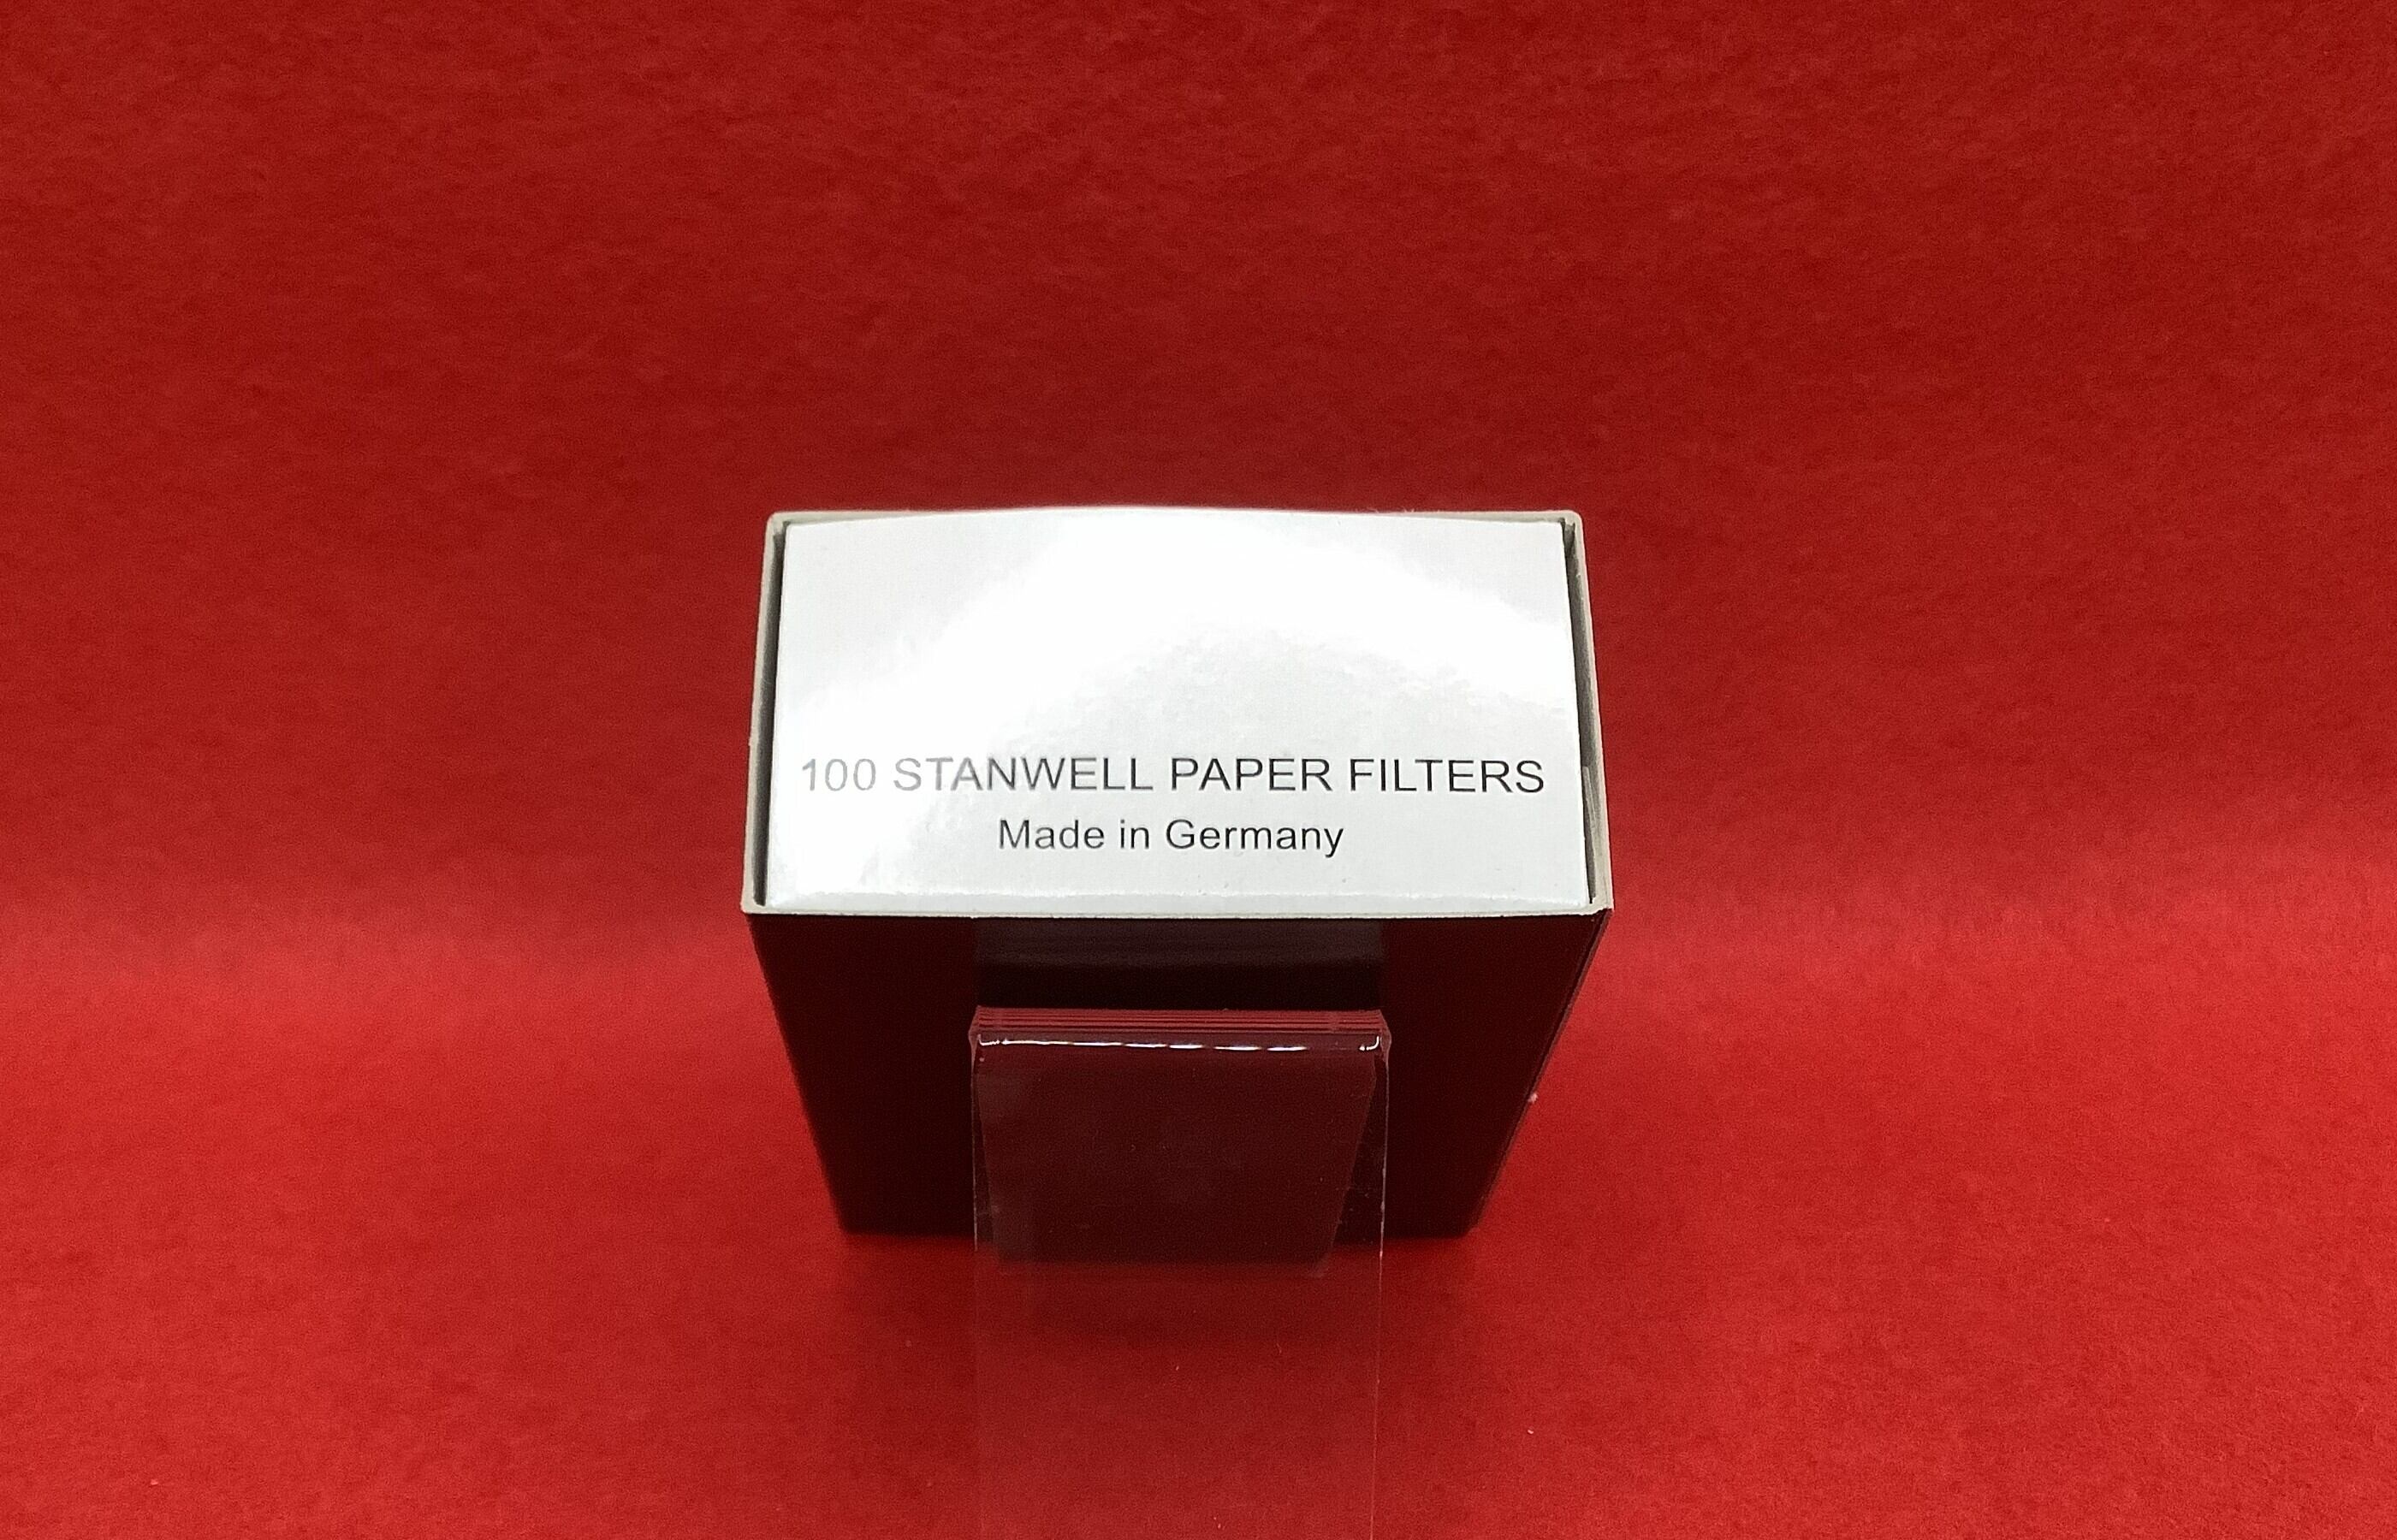 100 STANWELL PAPER FILTERS
Made in Germany